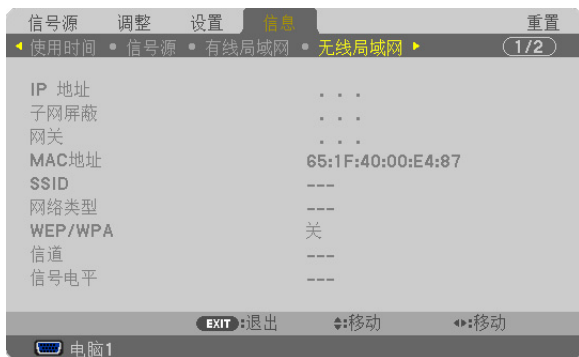 信号源 调整 设置 信息 重置
◀ 使用时间 ● 信号源 ● 有线局域网 ● 无线局域网 ▶ 1/2
IP 地址 . . .
子网屏蔽 . . .
网关 . . .
MAC地址 65:1F:40:00:E4:87
SSID ---
网络类型 ---
WEP/WPA 关
信道 ---
信号电平 ---
EXIT:退出 ♦:移动 ◀▶:移动
电脑1